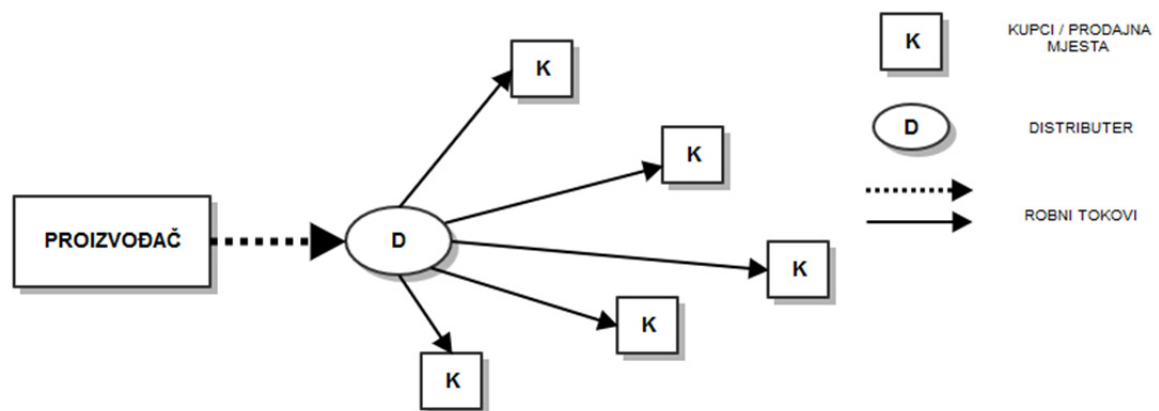 K
K
PROIZVOĐAČ
D
K
K
K
K
KUPCI / PRODAJNA
MJESTA
D
DISTRIBUTER
ROBNI TOKOVI